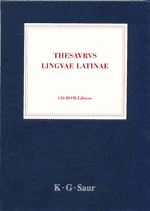 THESAVRVS
LINGVAE LATINAE
CD-ROM Edition
K·G·Saur